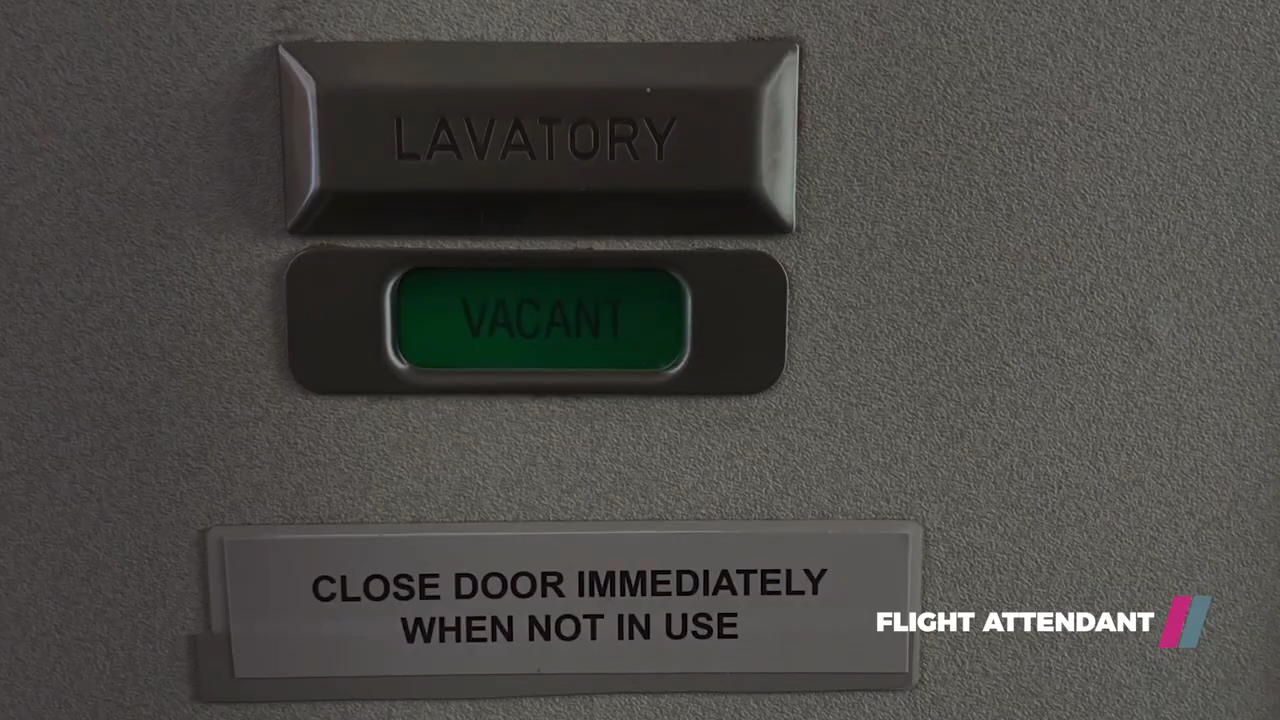 LAVATORY
VACANT
CLOSE DOOR IMMEDIATELY
WHEN NOT IN USE
FLIGHT ATTENDANT